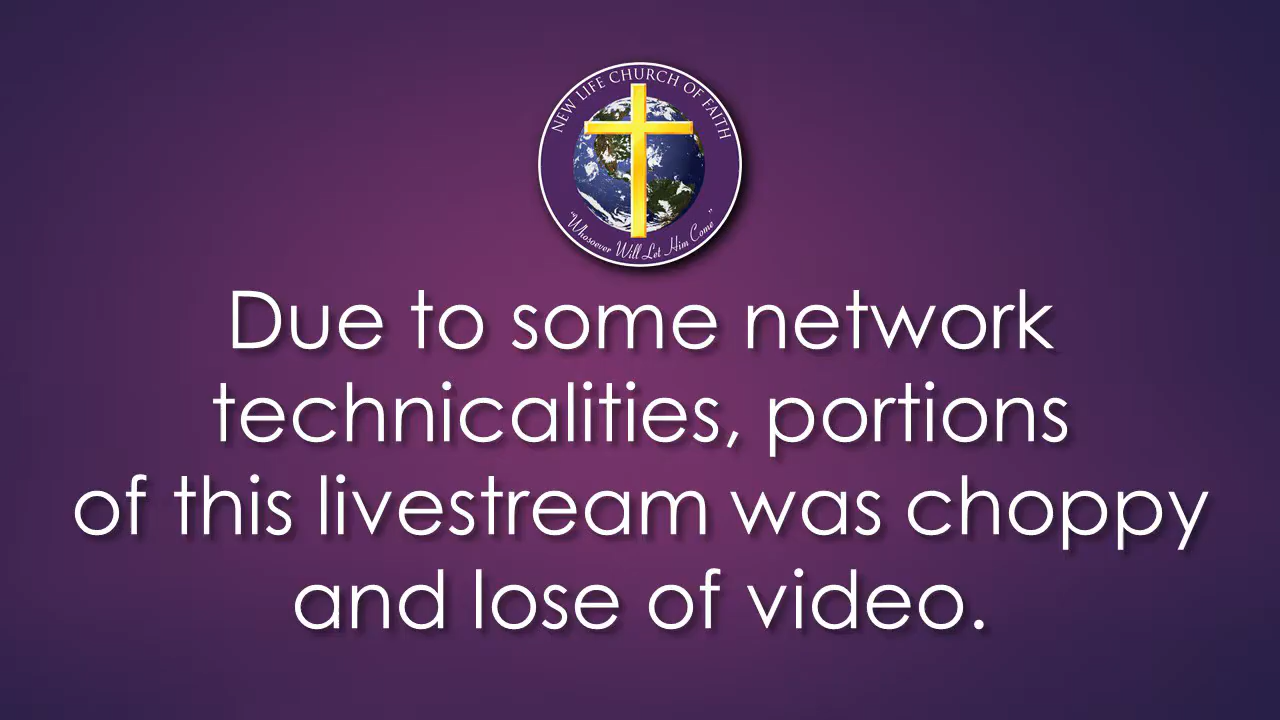 NEW LIFE CHURCH OF FAITH
"Whosoever Will Let Him Come"
Due to some network
technicalities, portions
of this livestream was choppy
and lose of video.